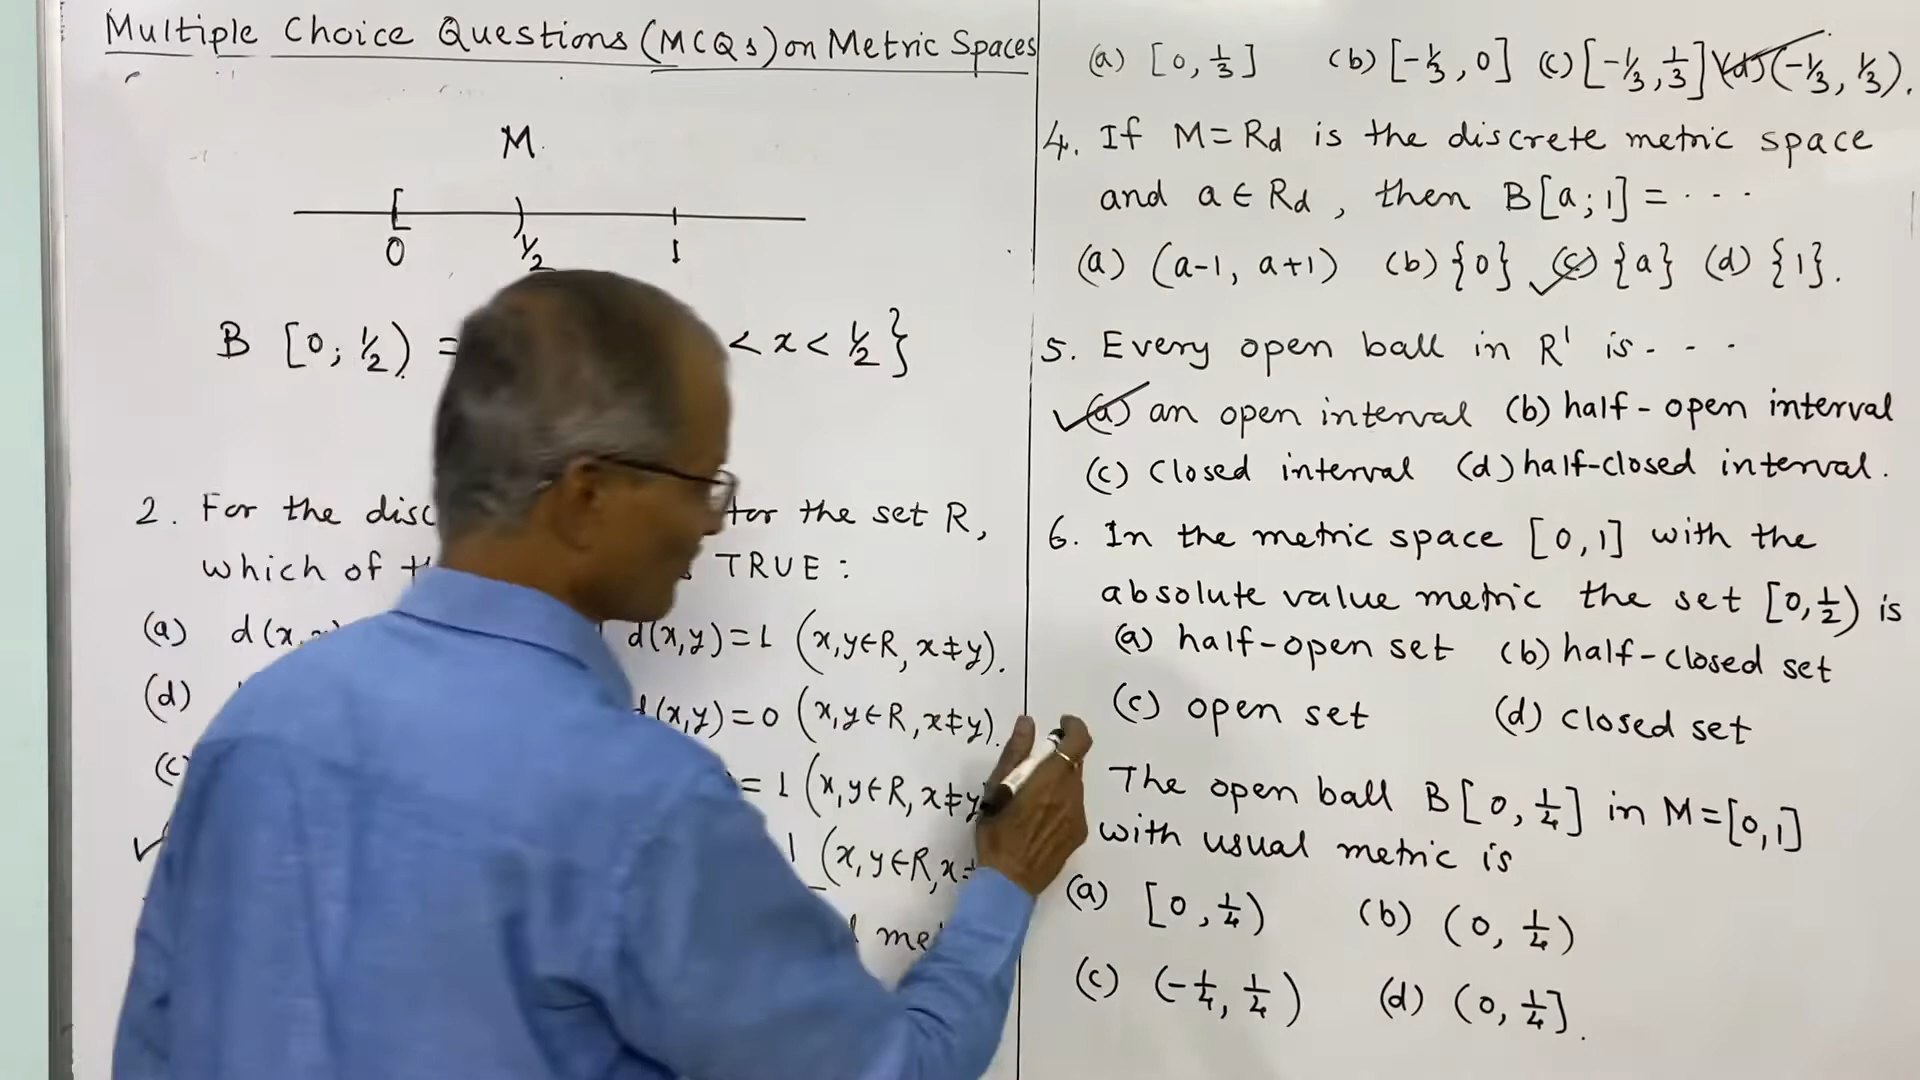 Multiple Choice Questions (MCQs) on Metric Spaces
M.
0 1/2 1
B [0; 1/2) = < x < 1/2}
2. For the disc for the set R,
which of TRUE:
(a) d(x, d(x,y)=1 (x,y∈R, x≠y).
(d) (x,y)=0 (x,y∈R, x≠y).
(c) =1 (x,y∈R, x≠y
1 (x,y∈R, x≠
(a) [0, 1/3] (b) [-1/3, 0] (c) [-1/3, 1/3] (d) (-1/3, 1/3).
4. If M=Rd is the discrete metric space
and a∈Rd, then B[a;1]= ...
(a) (a-1, a+1) (b) {0} (c) {a} (d) {1}.
5. Every open ball in R' is - - -
(a) an open interval (b) half-open interval
(c) closed interval (d) half-closed interval.
6. In the metric space [0,1] with the
absolute value metric the set [0,1/2) is
(a) half-open set (b) half-closed set
(c) open set (d) closed set
The open ball B[0, 1/4] in M=[0,1]
with usual metric is
(a) [0, 1/4) (b) (0, 1/4)
(c) (-1/4, 1/4) (d) (0, 1/4].